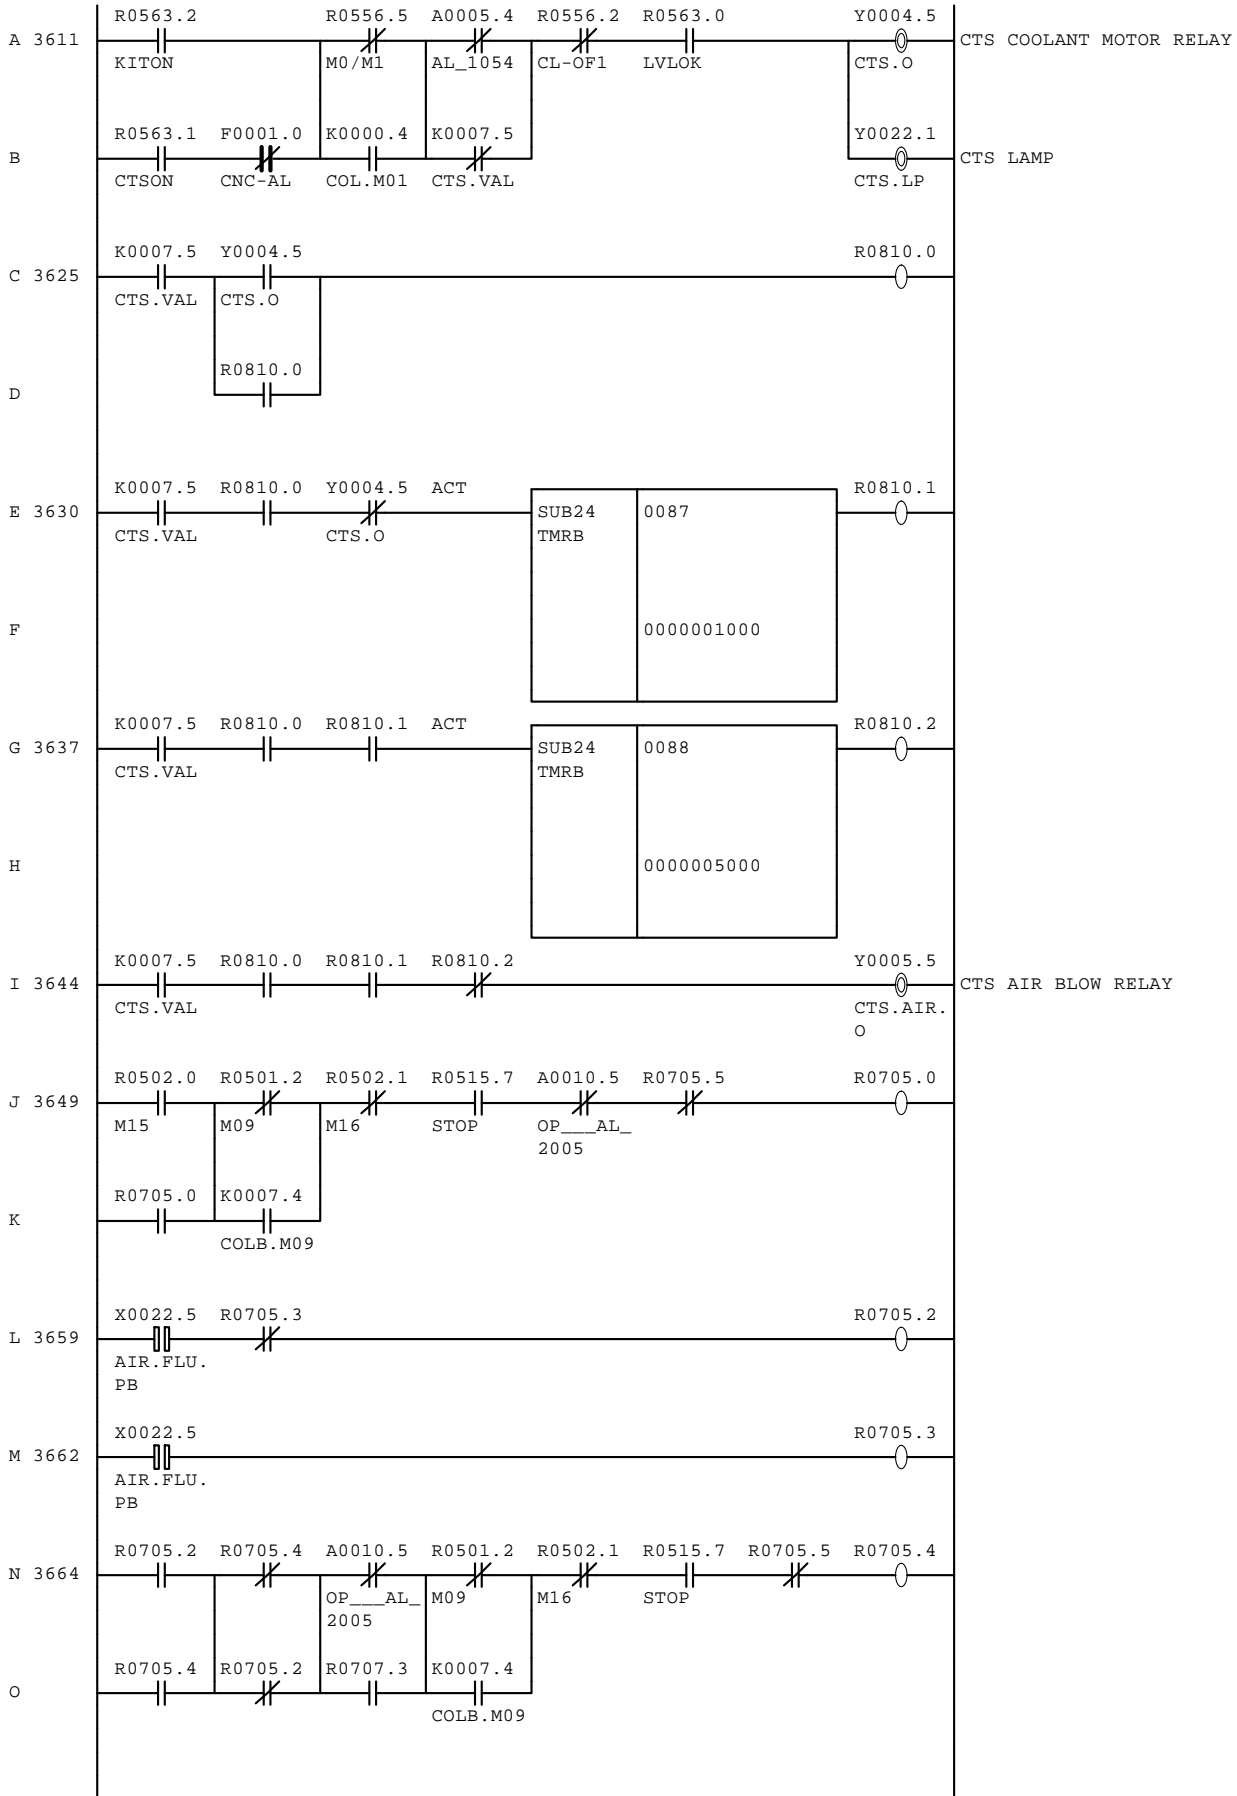 R0563.2 R0556.5 A0005.4 R0556.2 R0563.0 Y0004.5
A 3611 CTS COOLANT MOTOR RELAY
KITON M0/M1 AL_1054 CL-OF1 LVLOK CTS.O
R0563.1 F0001.0 K0000.4 K0007.5 Y0022.1
B CTS LAMP
CTSON CNC-AL COL.M01 CTS.VAL CTS.LP
K0007.5 Y0004.5 R0810.0
C 3625
CTS.VAL CTS.O
R0810.0
D
K0007.5 R0810.0 Y0004.5 ACT R0810.1
E 3630 SUB24 0087
CTS.VAL CTS.O TMRB
F 0000001000
K0007.5 R0810.0 R0810.1 ACT R0810.2
G 3637 SUB24 0088
CTS.VAL TMRB
H 0000005000
K0007.5 R0810.0 R0810.1 R0810.2 Y0005.5
I 3644 CTS AIR BLOW RELAY
CTS.VAL CTS.AIR.
O
R0502.0 R0501.2 R0502.1 R0515.7 A0010.5 R0705.5 R0705.0
J 3649
M15 M09 M16 STOP OP___AL_
2005
R0705.0 K0007.4
K
COLB.M09
X0022.5 R0705.3 R0705.2
L 3659
AIR.FLU.
PB
X0022.5 R0705.3
M 3662
AIR.FLU.
PB
R0705.2 R0705.4 A0010.5 R0501.2 R0502.1 R0515.7 R0705.5 R0705.4
N 3664
OP___AL_ M09 M16 STOP
2005
R0705.4 R0705.2 R0707.3 K0007.4
O
COLB.M09